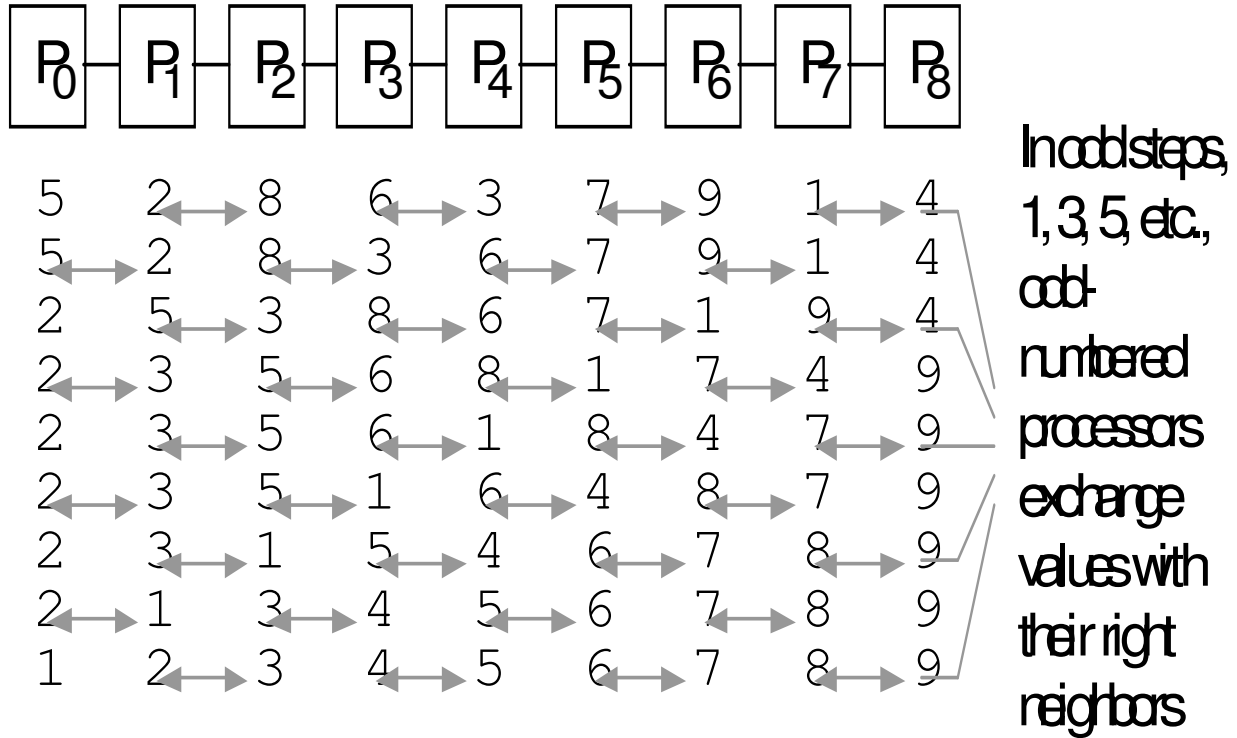 P0 P1 P2 P3 P4 P5 P6 P7 P8
5 2 8 6 3 7 9 1 4
5 2 8 3 6 7 9 1 4
2 5 3 8 6 7 1 9 4
2 3 5 6 8 1 7 4 9
2 3 5 6 1 8 4 7 9
2 3 5 1 6 4 8 7 9
2 3 1 5 4 6 7 8 9
2 1 3 4 5 6 7 8 9
1 2 3 4 5 6 7 8 9
In odd steps,
1, 3, 5, etc.,
odd-
numbered
processors
exchange
values with
their right
neighbors